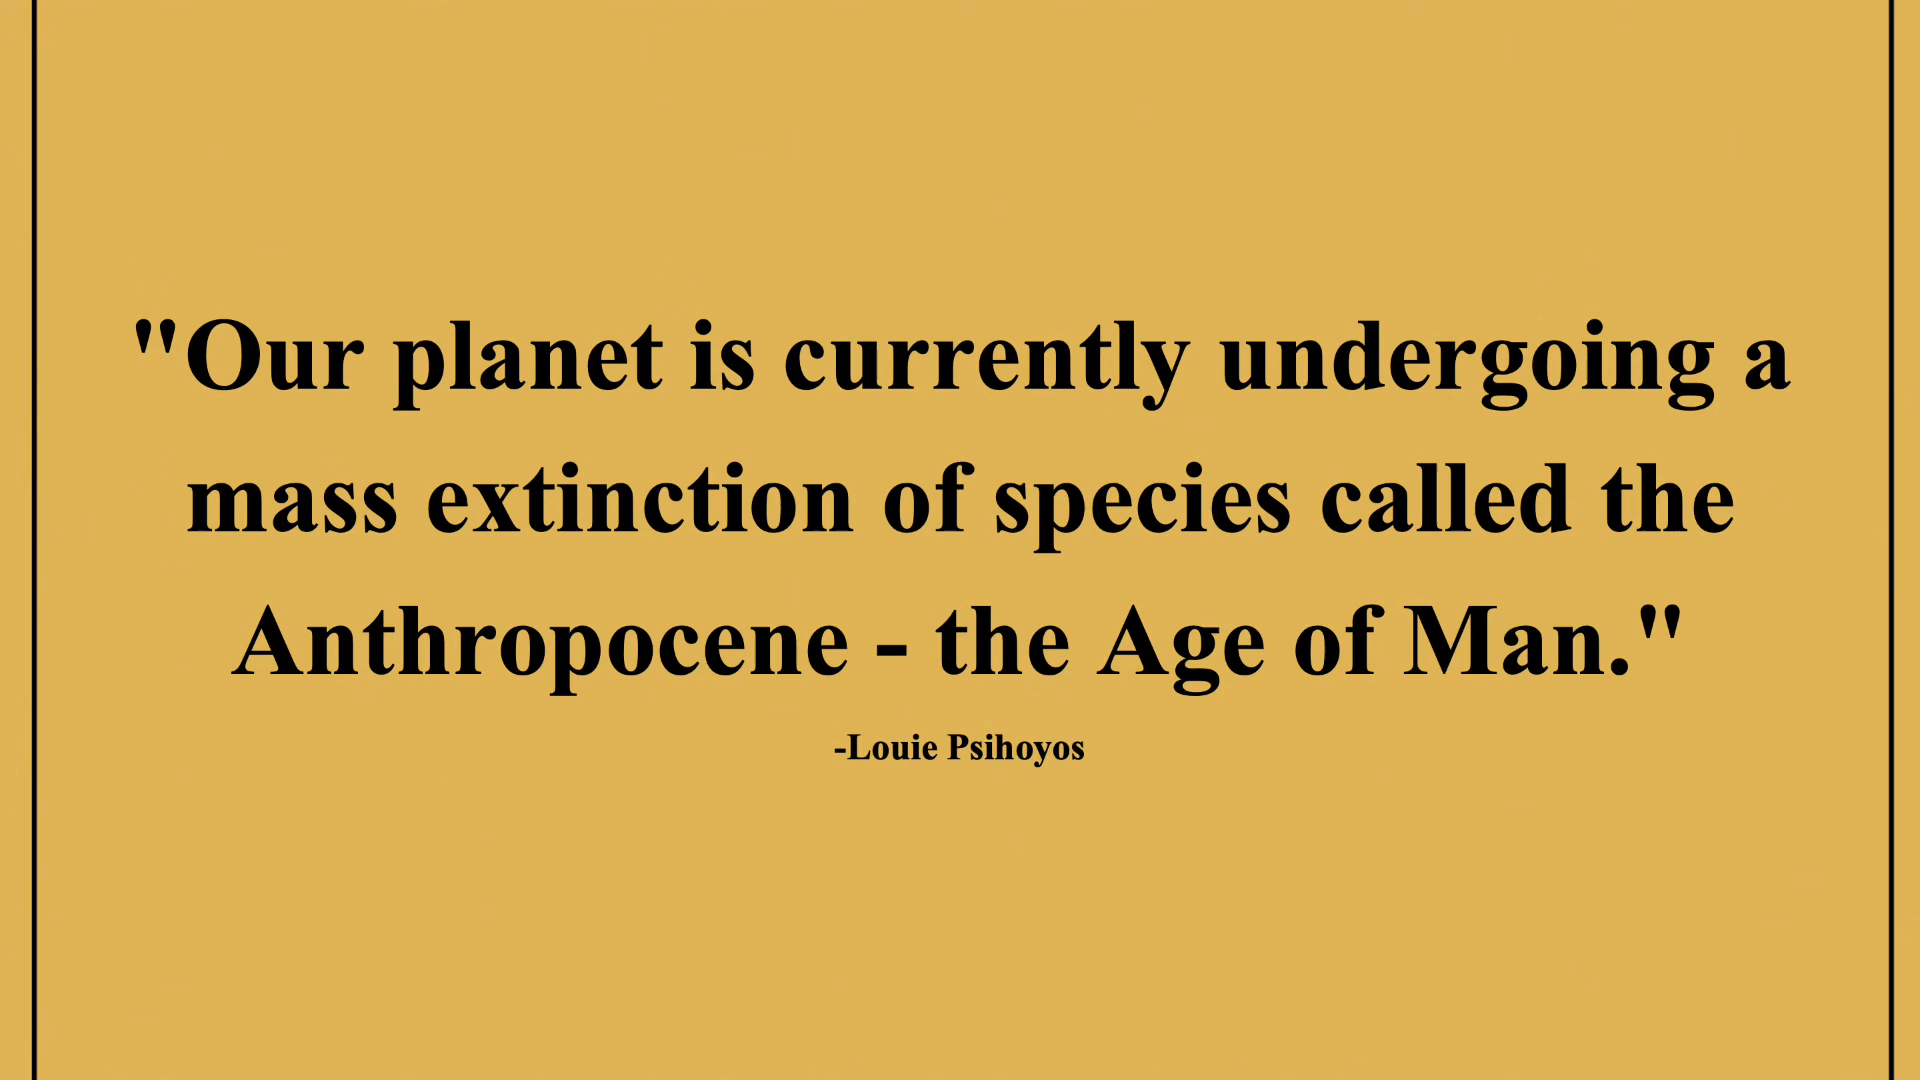 "Our planet is currently undergoing a
mass extinction of species called the
Anthropocene - the Age of Man."
-Louie Psihoyos